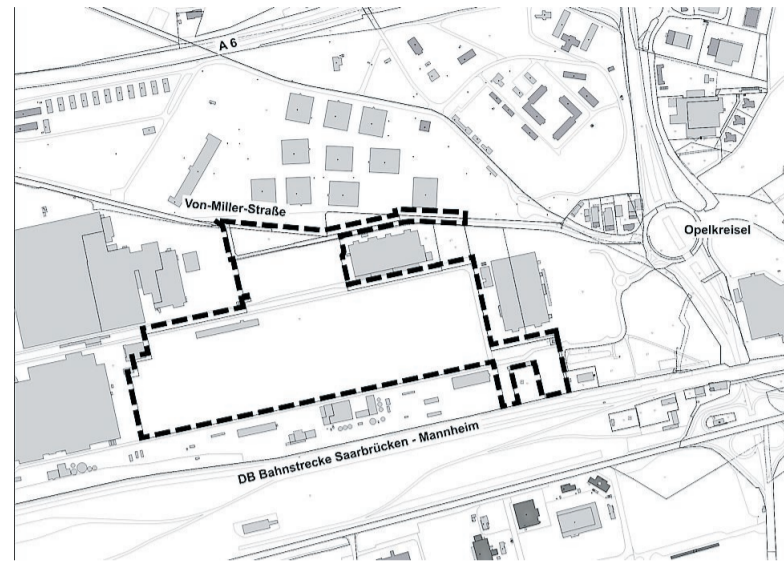 A 6
Von-Miller-Straße
Opelkreisel
DB Bahnstrecke Saarbrücken - Mannheim